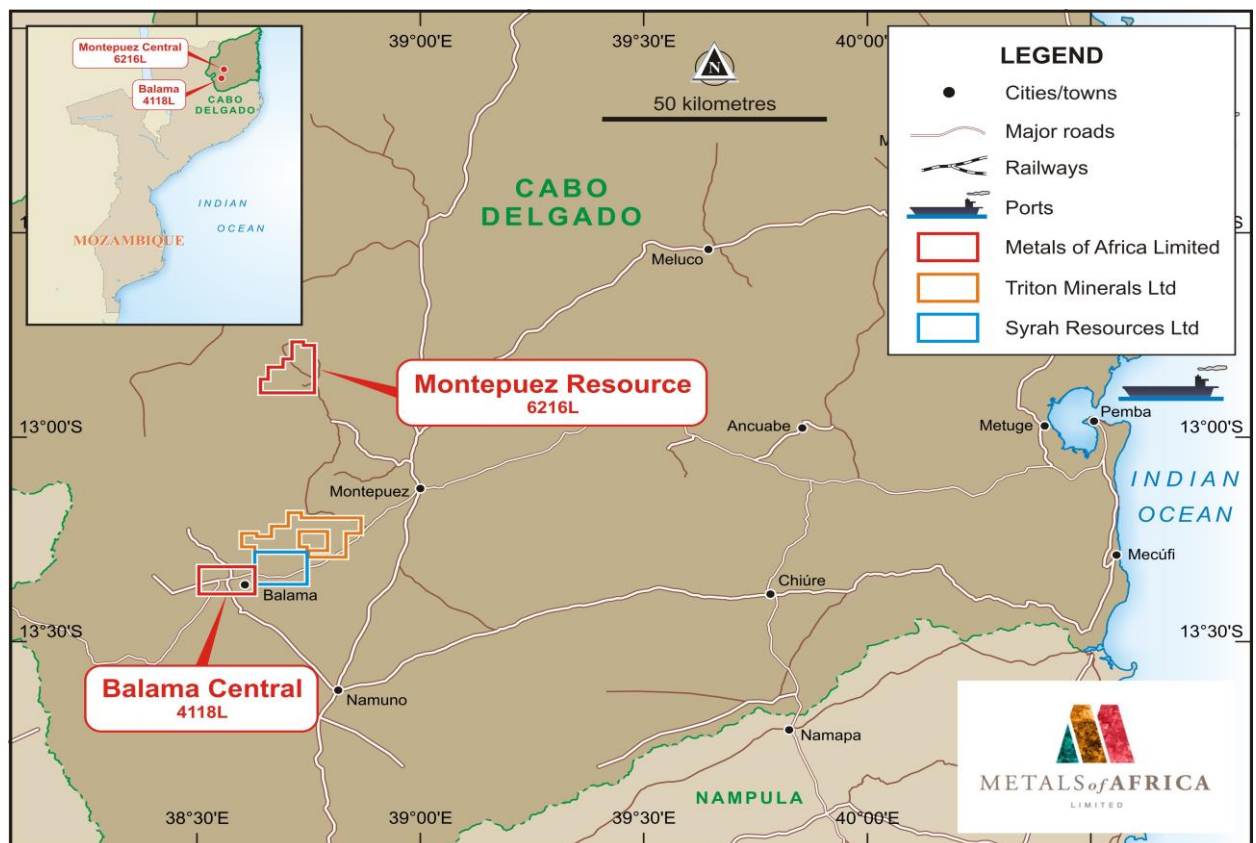 Montepuez Central
6216L
Balama
4118L
CABO
DELGADO
INDIAN
OCEAN
MOZAMBIQUE
39°00'E
39°30'E
40°00'E
N
50 kilometres
LEGEND
Cities/towns
Major roads
Railways
Ports
Metals of Africa Limited
Triton Minerals Ltd
Syrah Resources Ltd
CABO
DELGADO
Meluco
Montepuez Resource
6216L
Ancuabe
Metuge
Pemba
13°00'S
13°00'S
INDIAN
OCEAN
Montepuez
Mecúfi
Balama
Chiúre
13°30'S
13°30'S
Balama Central
4118L
Namuno
Namapa
NAMPULA
METALS of AFRICA
LIMITED
38°30'E
39°00'E
39°30'E
40°00'E